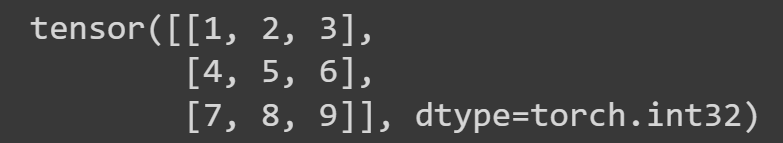 tensor([[1, 2, 3],
        [4, 5, 6],
        [7, 8, 9]], dtype=torch.int32)